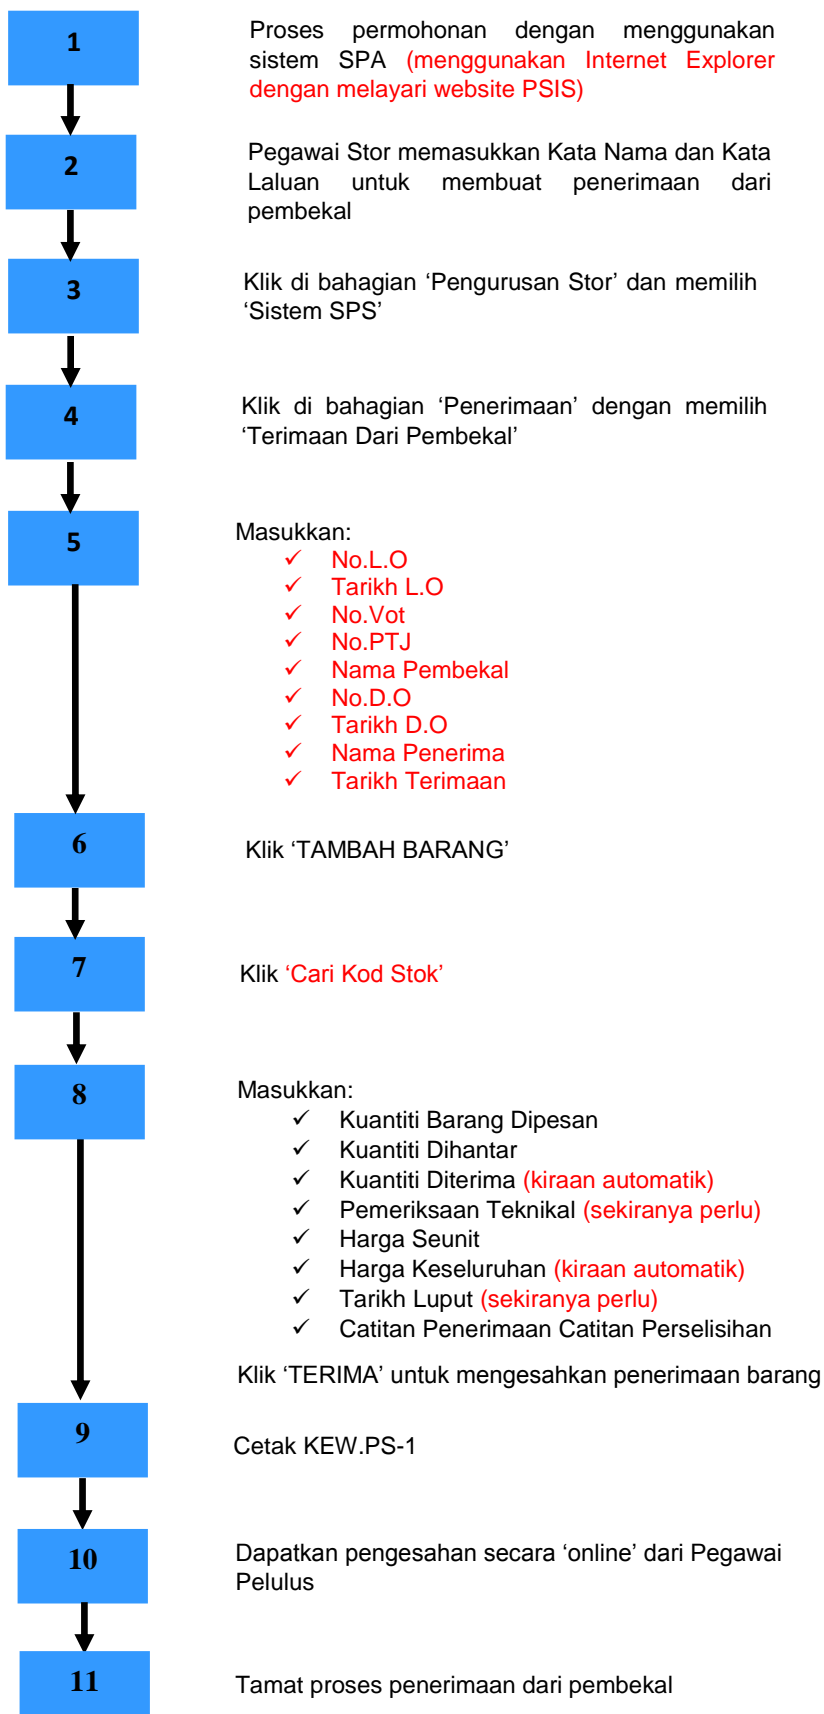 1
Proses permohonan dengan menggunakan
sistem SPA (menggunakan Internet Explorer
dengan melayari website PSIS)
2
Pegawai Stor memasukkan Kata Nama dan Kata
Laluan untuk membuat penerimaan dari
pembekal
3
Klik di bahagian ‘Pengurusan Stor’ dan memilih
‘Sistem SPS’
4
Klik di bahagian ‘Penerimaan’ dengan memilih
‘Terimaan Dari Pembekal’
5
Masukkan:
✓ No.L.O
✓ Tarikh L.O
✓ No.Vot
✓ No.PTJ
✓ Nama Pembekal
✓ No.D.O
✓ Tarikh D.O
✓ Nama Penerima
✓ Tarikh Terimaan
6
Klik ‘TAMBAH BARANG’
7
Klik ‘Cari Kod Stok’
8
Masukkan:
✓ Kuantiti Barang Dipesan
✓ Kuantiti Dihantar
✓ Kuantiti Diterima (kiraan automatik)
✓ Pemeriksaan Teknikal (sekiranya perlu)
✓ Harga Seunit
✓ Harga Keseluruhan (kiraan automatik)
✓ Tarikh Luput (sekiranya perlu)
✓ Catitan Penerimaan Catitan Perselisihan
Klik ‘TERIMA’ untuk mengesahkan penerimaan barang
9
Cetak KEW.PS-1
10
Dapatkan pengesahan secara ‘online’ dari Pegawai
Pelulus
11
Tamat proses penerimaan dari pembekal